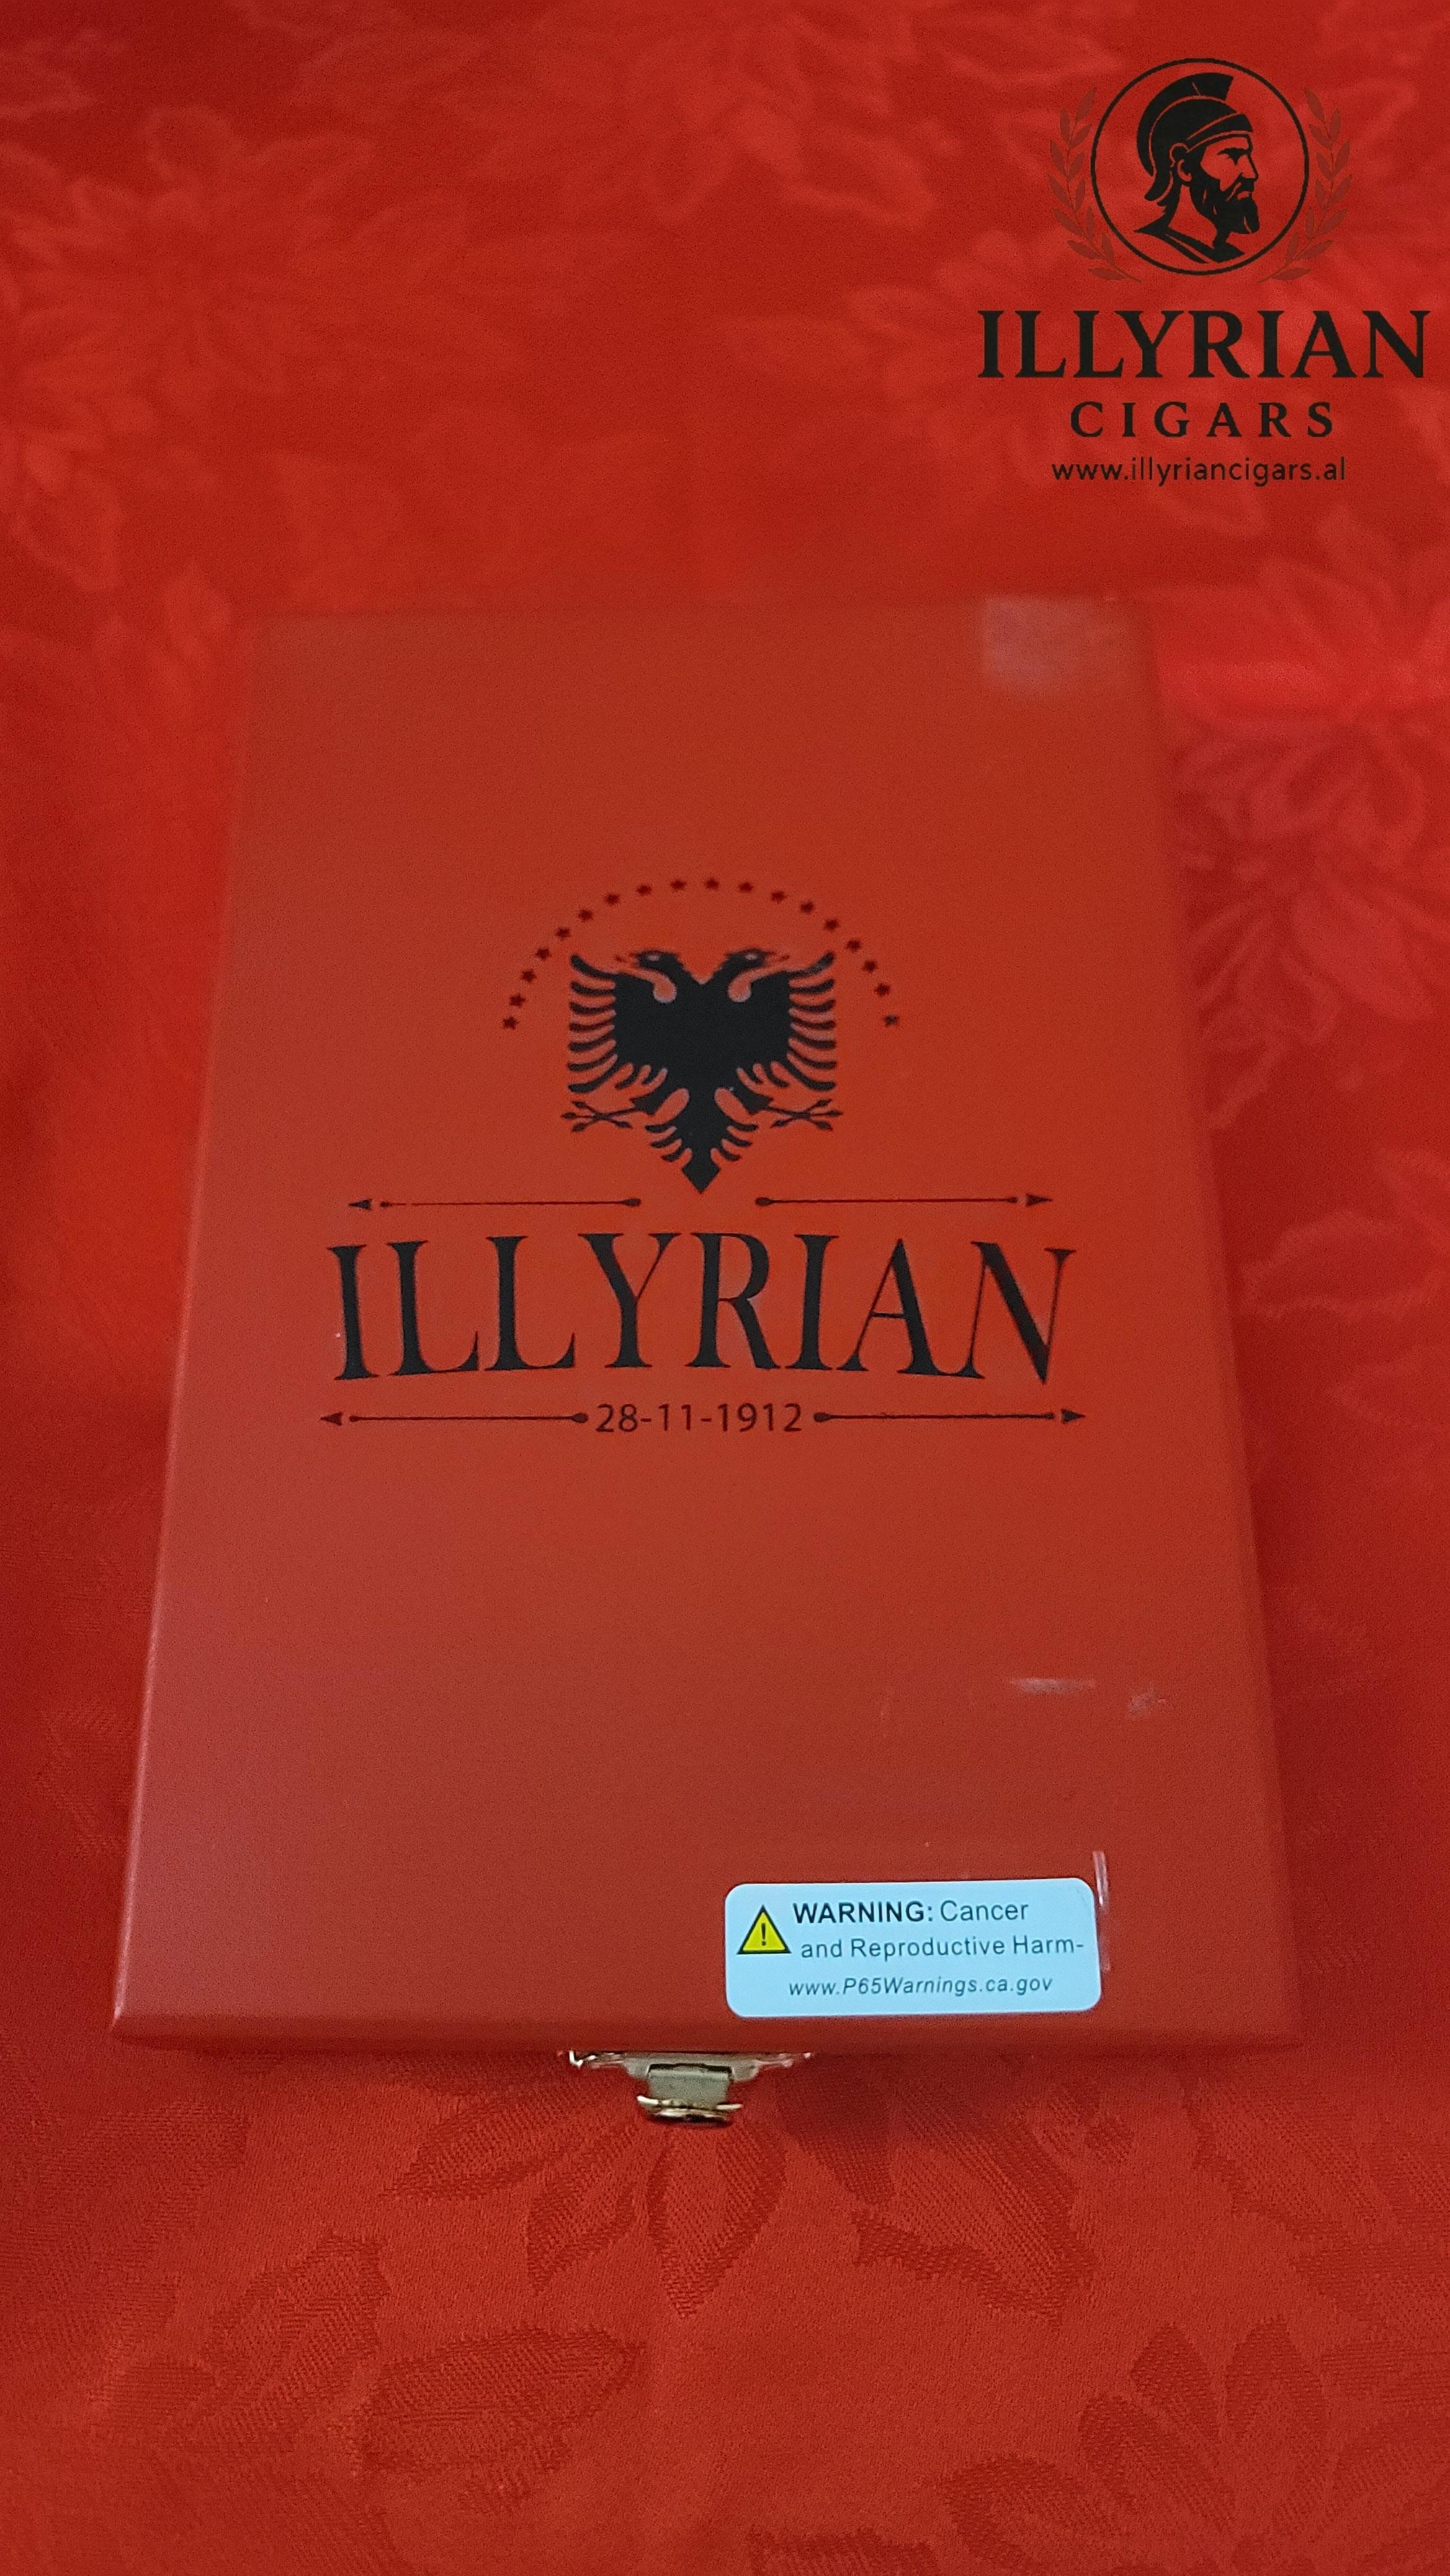 ILLYRIAN
CIGARS
www.illyriancigars.al
ILLYRIAN
28-11-1912
WARNING: Cancer
and Reproductive Harm-
www.P65Warnings.ca.gov